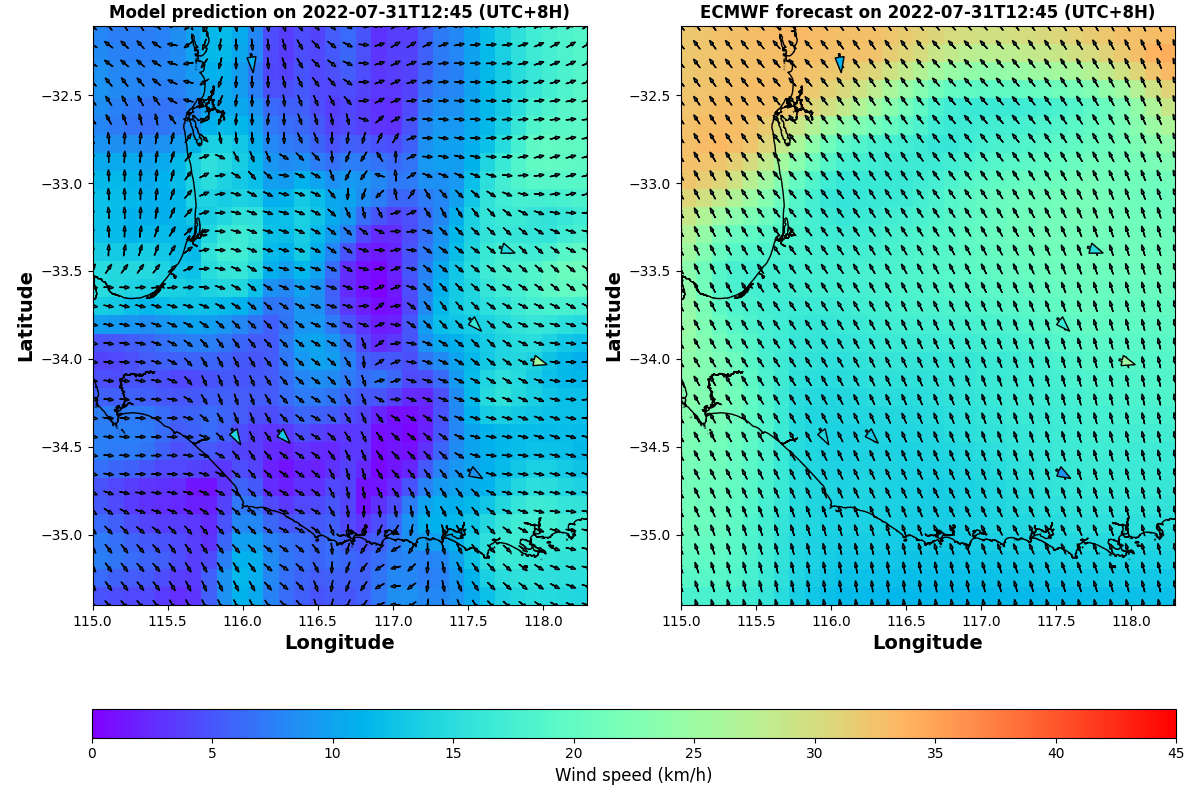 Model prediction on 2022-07-31T12:45 (UTC+8H)
ECMWF forecast on 2022-07-31T12:45 (UTC+8H)
Latitude
−32.5
−33.0
−33.5
−34.0
−34.5
−35.0
115.0 115.5 116.0 116.5 117.0 117.5 118.0
Longitude
Latitude
−32.5
−33.0
−33.5
−34.0
−34.5
−35.0
115.0 115.5 116.0 116.5 117.0 117.5 118.0
Longitude
0 5 10 15 20 25 30 35 40 45
Wind speed (km/h)